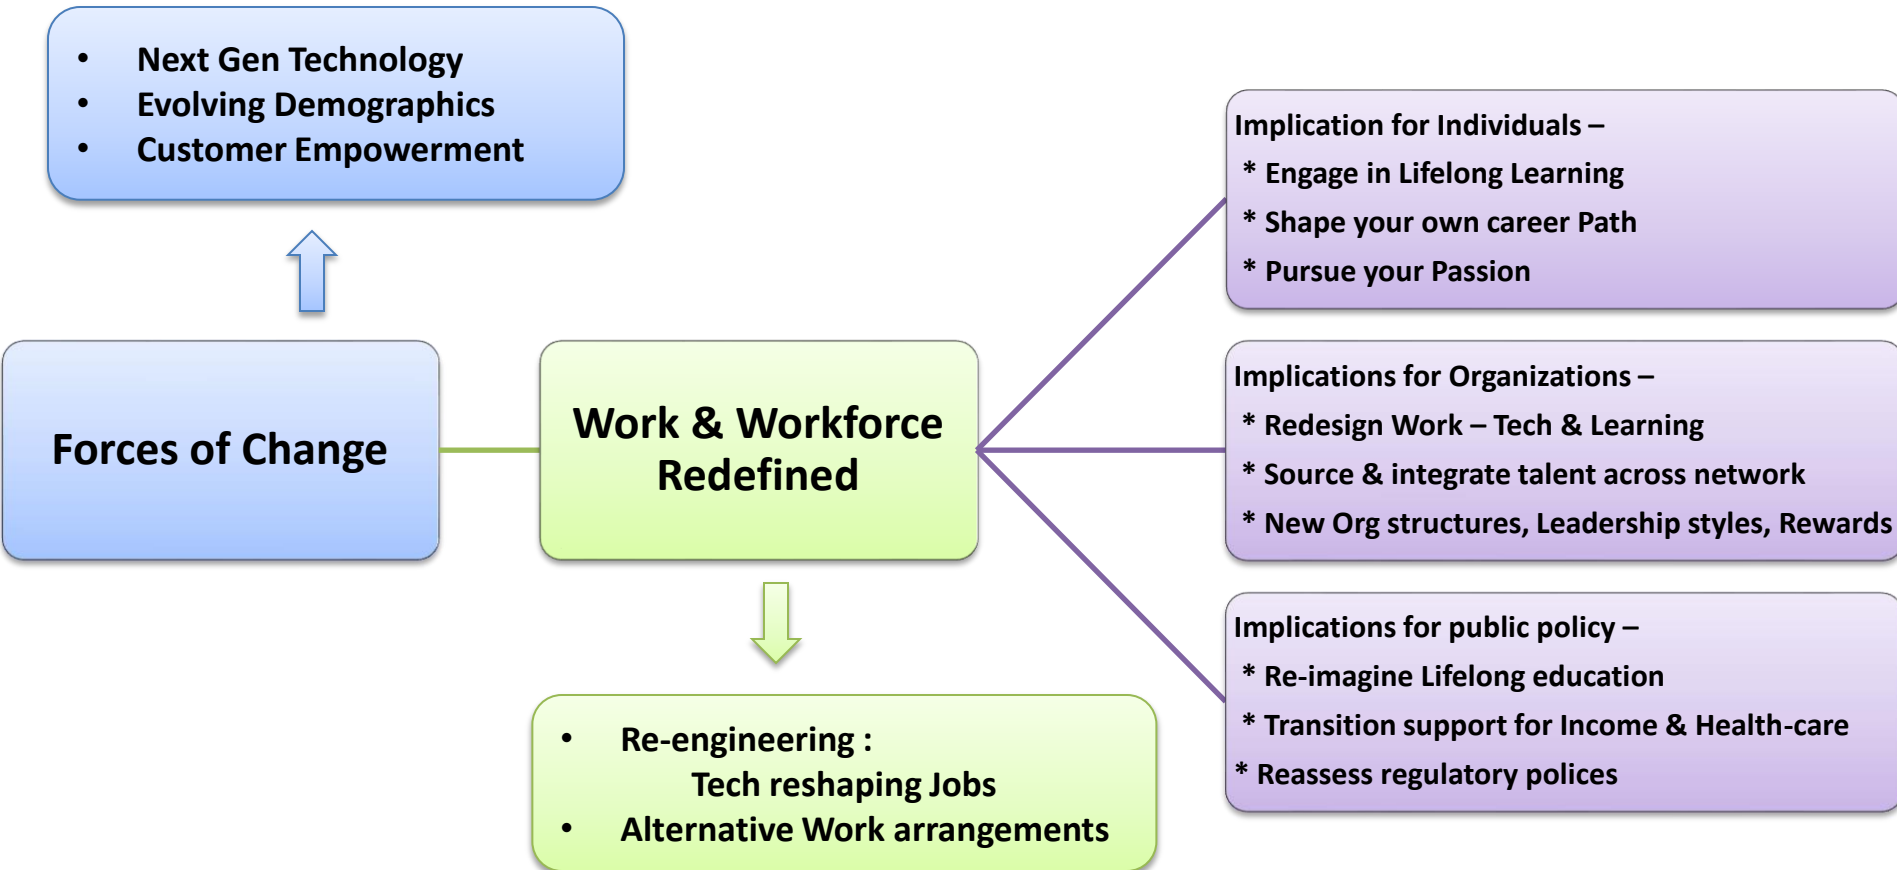 • Next Gen Technology
• Evolving Demographics
• Customer Empowerment
Forces of Change
Work & Workforce
Redefined
• Re-engineering :
Tech reshaping Jobs
• Alternative Work arrangements
Implication for Individuals –
* Engage in Lifelong Learning
* Shape your own career Path
* Pursue your Passion
Implications for Organizations –
* Redesign Work – Tech & Learning
* Source & integrate talent across network
* New Org structures, Leadership styles, Rewards
Implications for public policy –
* Re-imagine Lifelong education
* Transition support for Income & Health-care
* Reassess regulatory polices